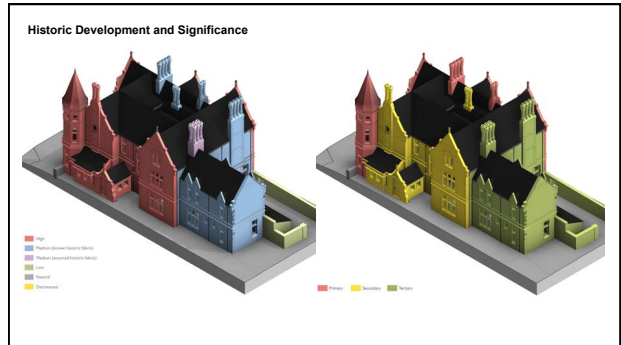 Historic Development and Significance
High
Medium (known historic fabric)
Medium (assumed historic fabric)
Low
Neutral
Detrimental
Primary Secondary Tertiary